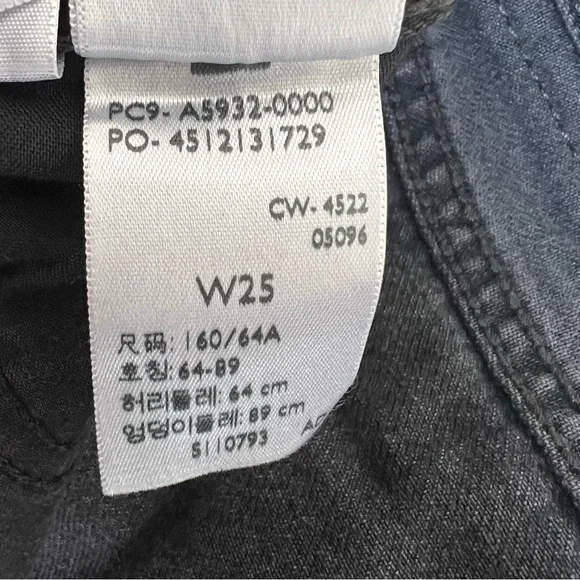 PC9- A5932-0000
PO- 4512131729
CW- 4522
05096
W25
尺码: 160/64A
호칭: 64-89
허리둘레: 64 cm
엉덩이둘레: 89 cm
5110793